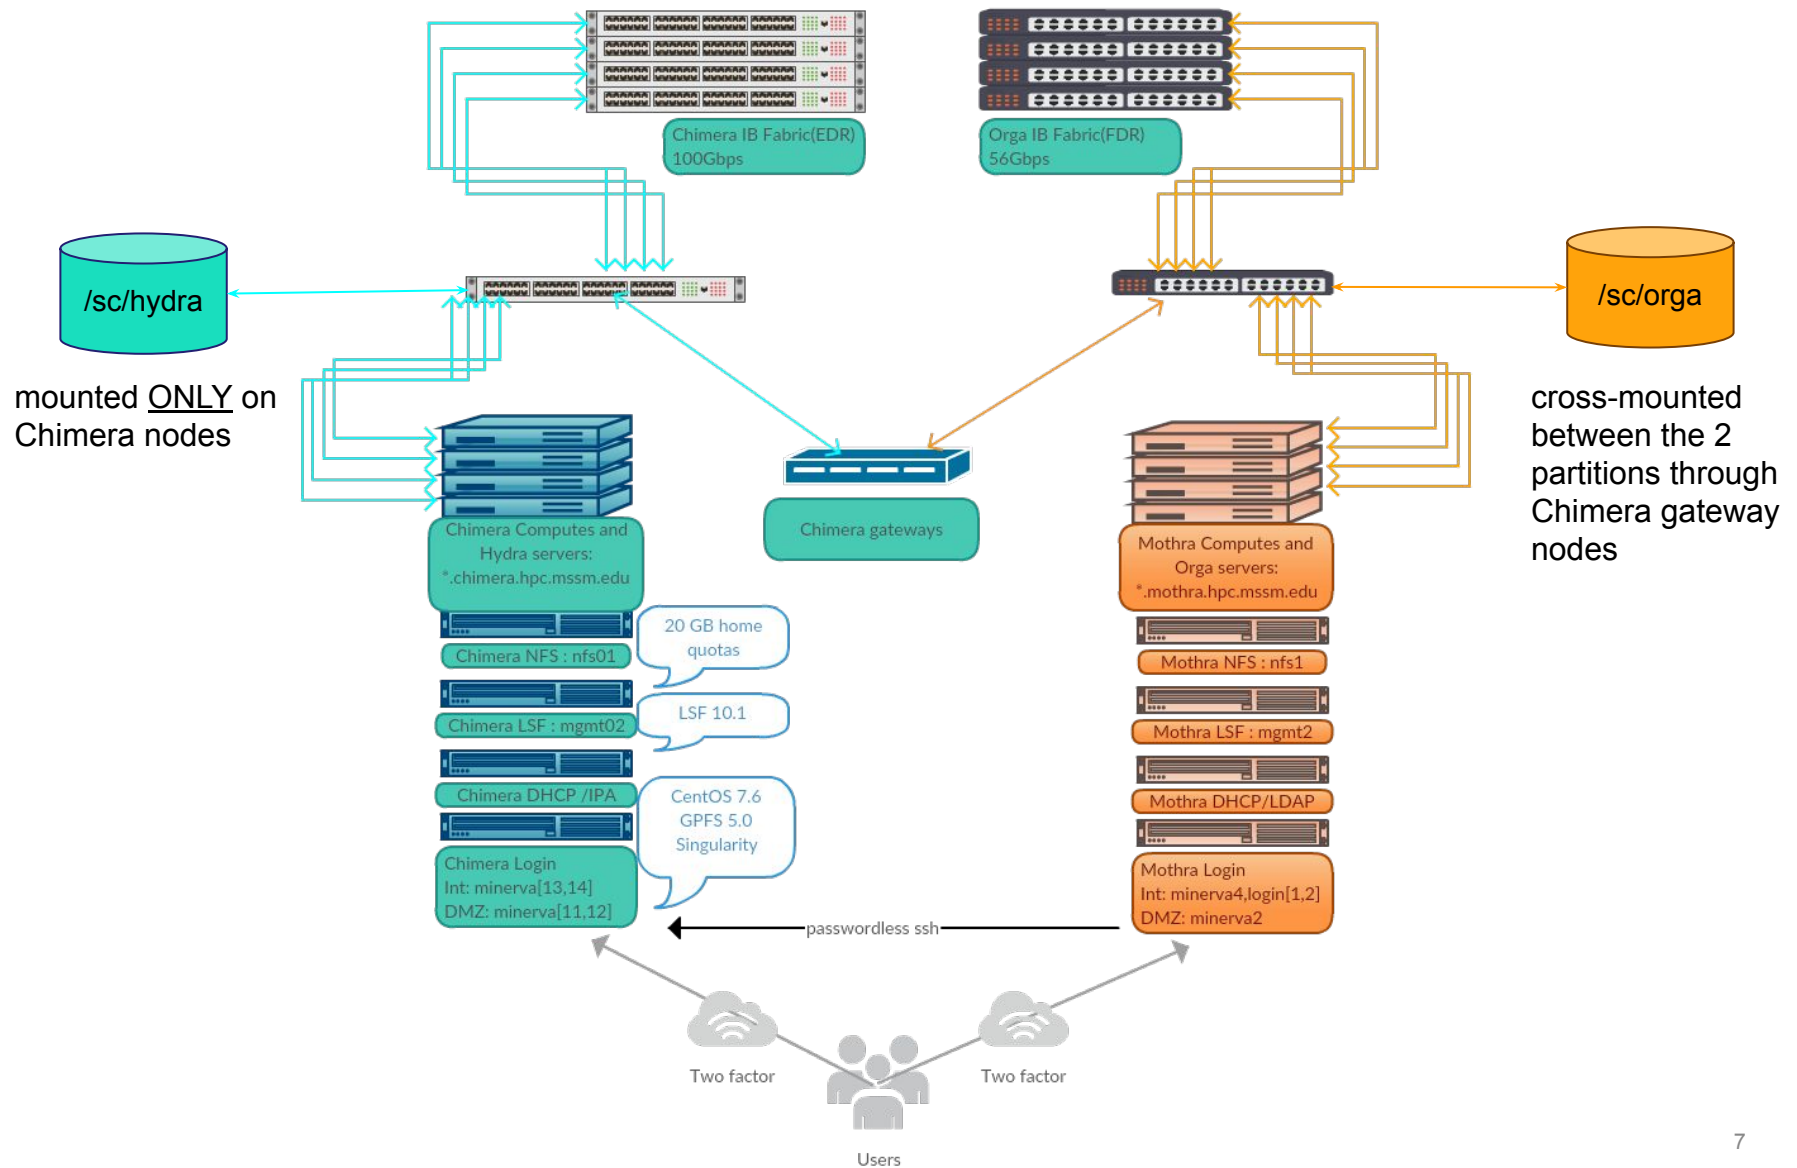 Chimera IB Fabric(EDR)
100Gbps
Orga IB Fabric(FDR)
56Gbps
/sc/hydra
/sc/orga
mounted ONLY on
Chimera nodes
cross-mounted
between the 2
partitions through
Chimera gateway
nodes
Chimera gateways
Chimera Computes and
Hydra servers:
*.chimera.hpc.mssm.edu
Mothra Computes and
Orga servers:
*.mothra.hpc.mssm.edu
20 GB home
quotas
Chimera NFS : nfs01
Mothra NFS : nfs1
LSF 10.1
Chimera LSF : mgmt02
Mothra LSF : mgmt2
Chimera DHCP /IPA
Mothra DHCP/LDAP
CentOS 7.6
GPFS 5.0
Singularity
Chimera Login
Int: minerva[13,14]
DMZ: minerva[11,12]
Mothra Login
Int: minerva4,login[1,2]
DMZ: minerva2
passwordless ssh
Two factor
Two factor
Users
7